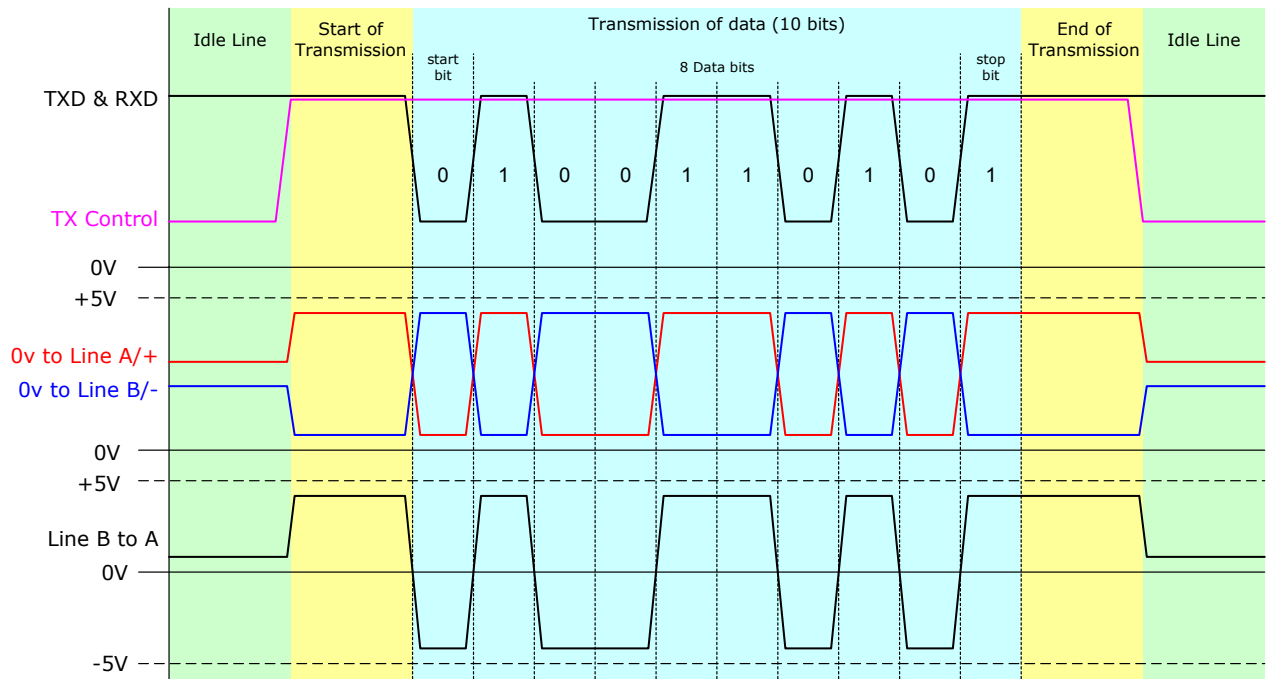 Idle Line
Start of
Transmission
Transmission of data (10 bits)
End of
Transmission
Idle Line
start
bit
8 Data bits
stop
bit
TXD & RXD
0 1 0 0 1 1 0 1 0 1
TX Control
0V
+5V
0v to Line A/+
0v to Line B/-
0V
+5V
Line B to A
0V
-5V